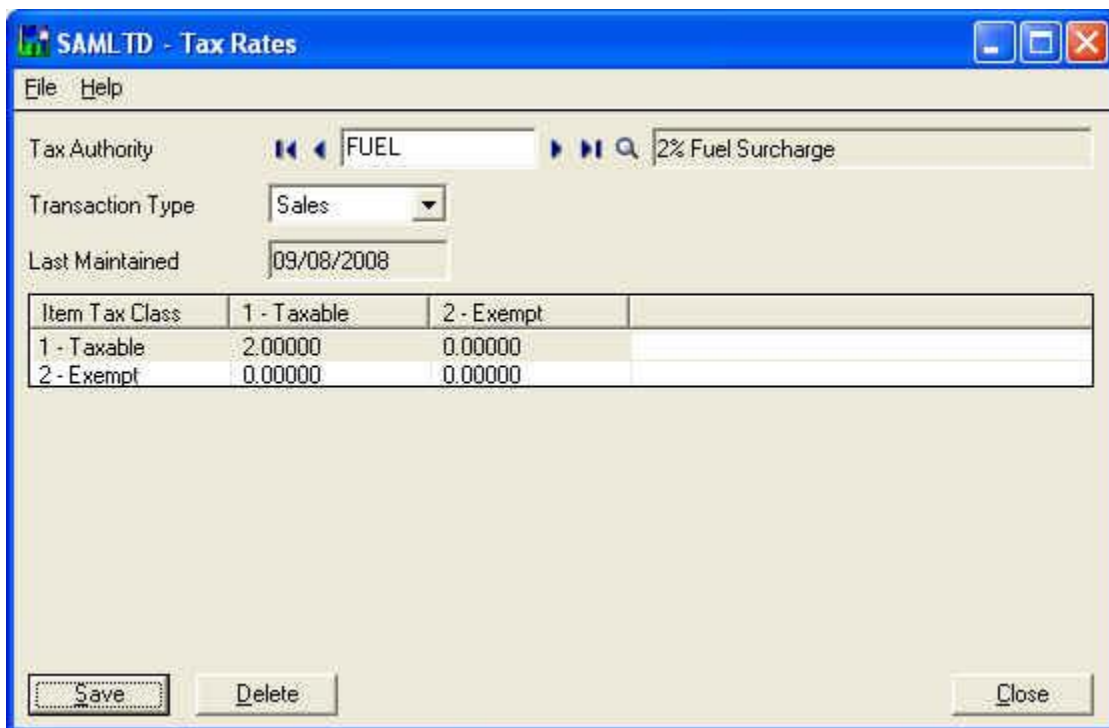 SAMLTD - Tax Rates
File Help
Tax Authority FUEL 2% Fuel Surcharge
Transaction Type Sales
Last Maintained 09/08/2008
Item Tax Class 1 - Taxable 2 - Exempt
1 - Taxable 2.00000 0.00000
2 - Exempt 0.00000 0.00000
Save Delete Close